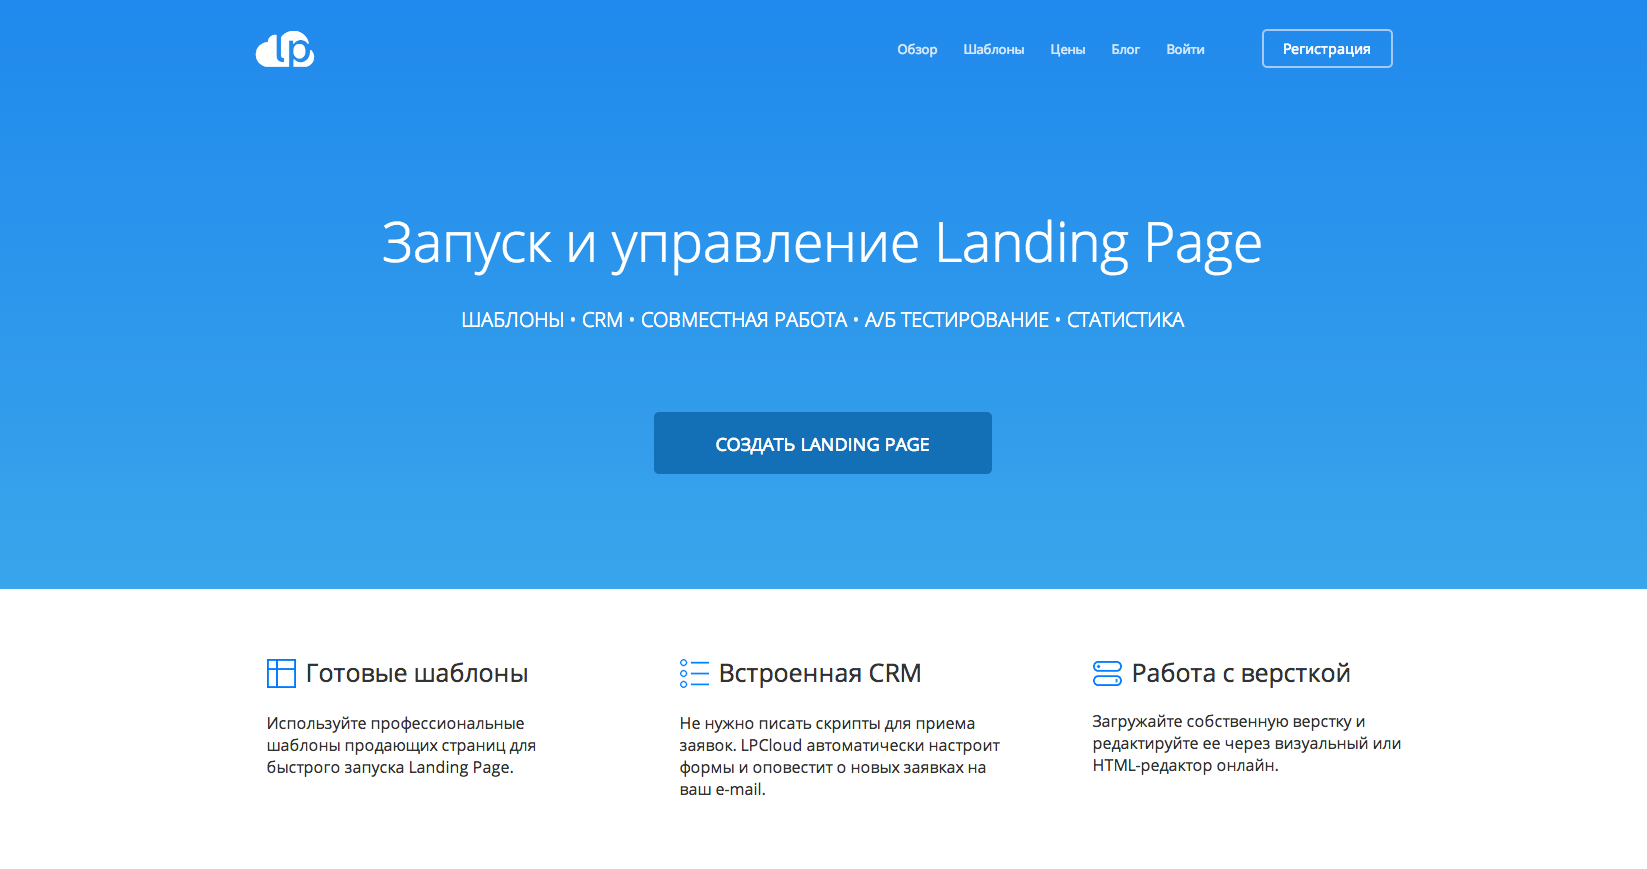 lp
Обзор Шаблоны Цены Блог Войти Регистрация
Запуск и управление Landing Page
ШАБЛОНЫ • CRM • СОВМЕСТНАЯ РАБОТА • А/Б ТЕСТИРОВАНИЕ • СТАТИСТИКА
СОЗДАТЬ LANDING PAGE
Готовые шаблоны
Используйте профессиональные
шаблоны продающих страниц для
быстрого запуска Landing Page.
Встроенная CRM
Не нужно писать скрипты для приема
заявок. LPCloud автоматически настроит
формы и оповестит о новых заявках на
ваш e-mail.
Работа с версткой
Загружайте собственную верстку и
редактируйте ее через визуальный или
HTML-редактор онлайн.